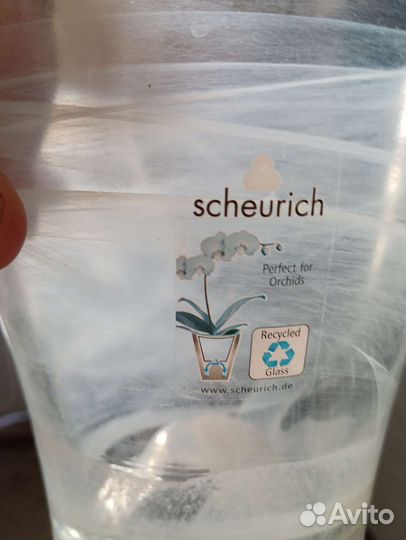 scheurich
Perfect for
Orchids
Recycled
Glass
www.scheurich.de
Avito